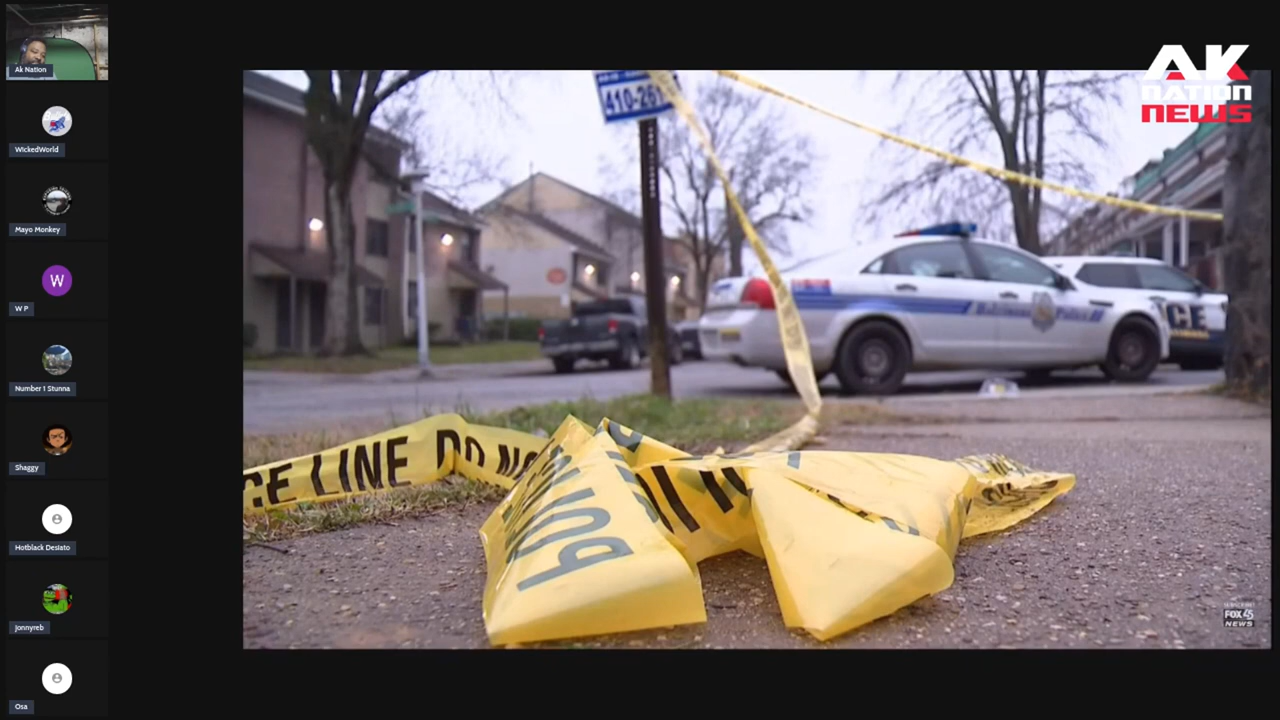 Ak Nation
WickedWorld
Mayo Monkey
W
W P
Number 1 Stunna
Shaggy
Hotblack Desiato
Jonnyreb
Osa
AK
NATION
NEWS
410-267
CE LINE DO NO
POLI
CE
FOX 45
NEWS